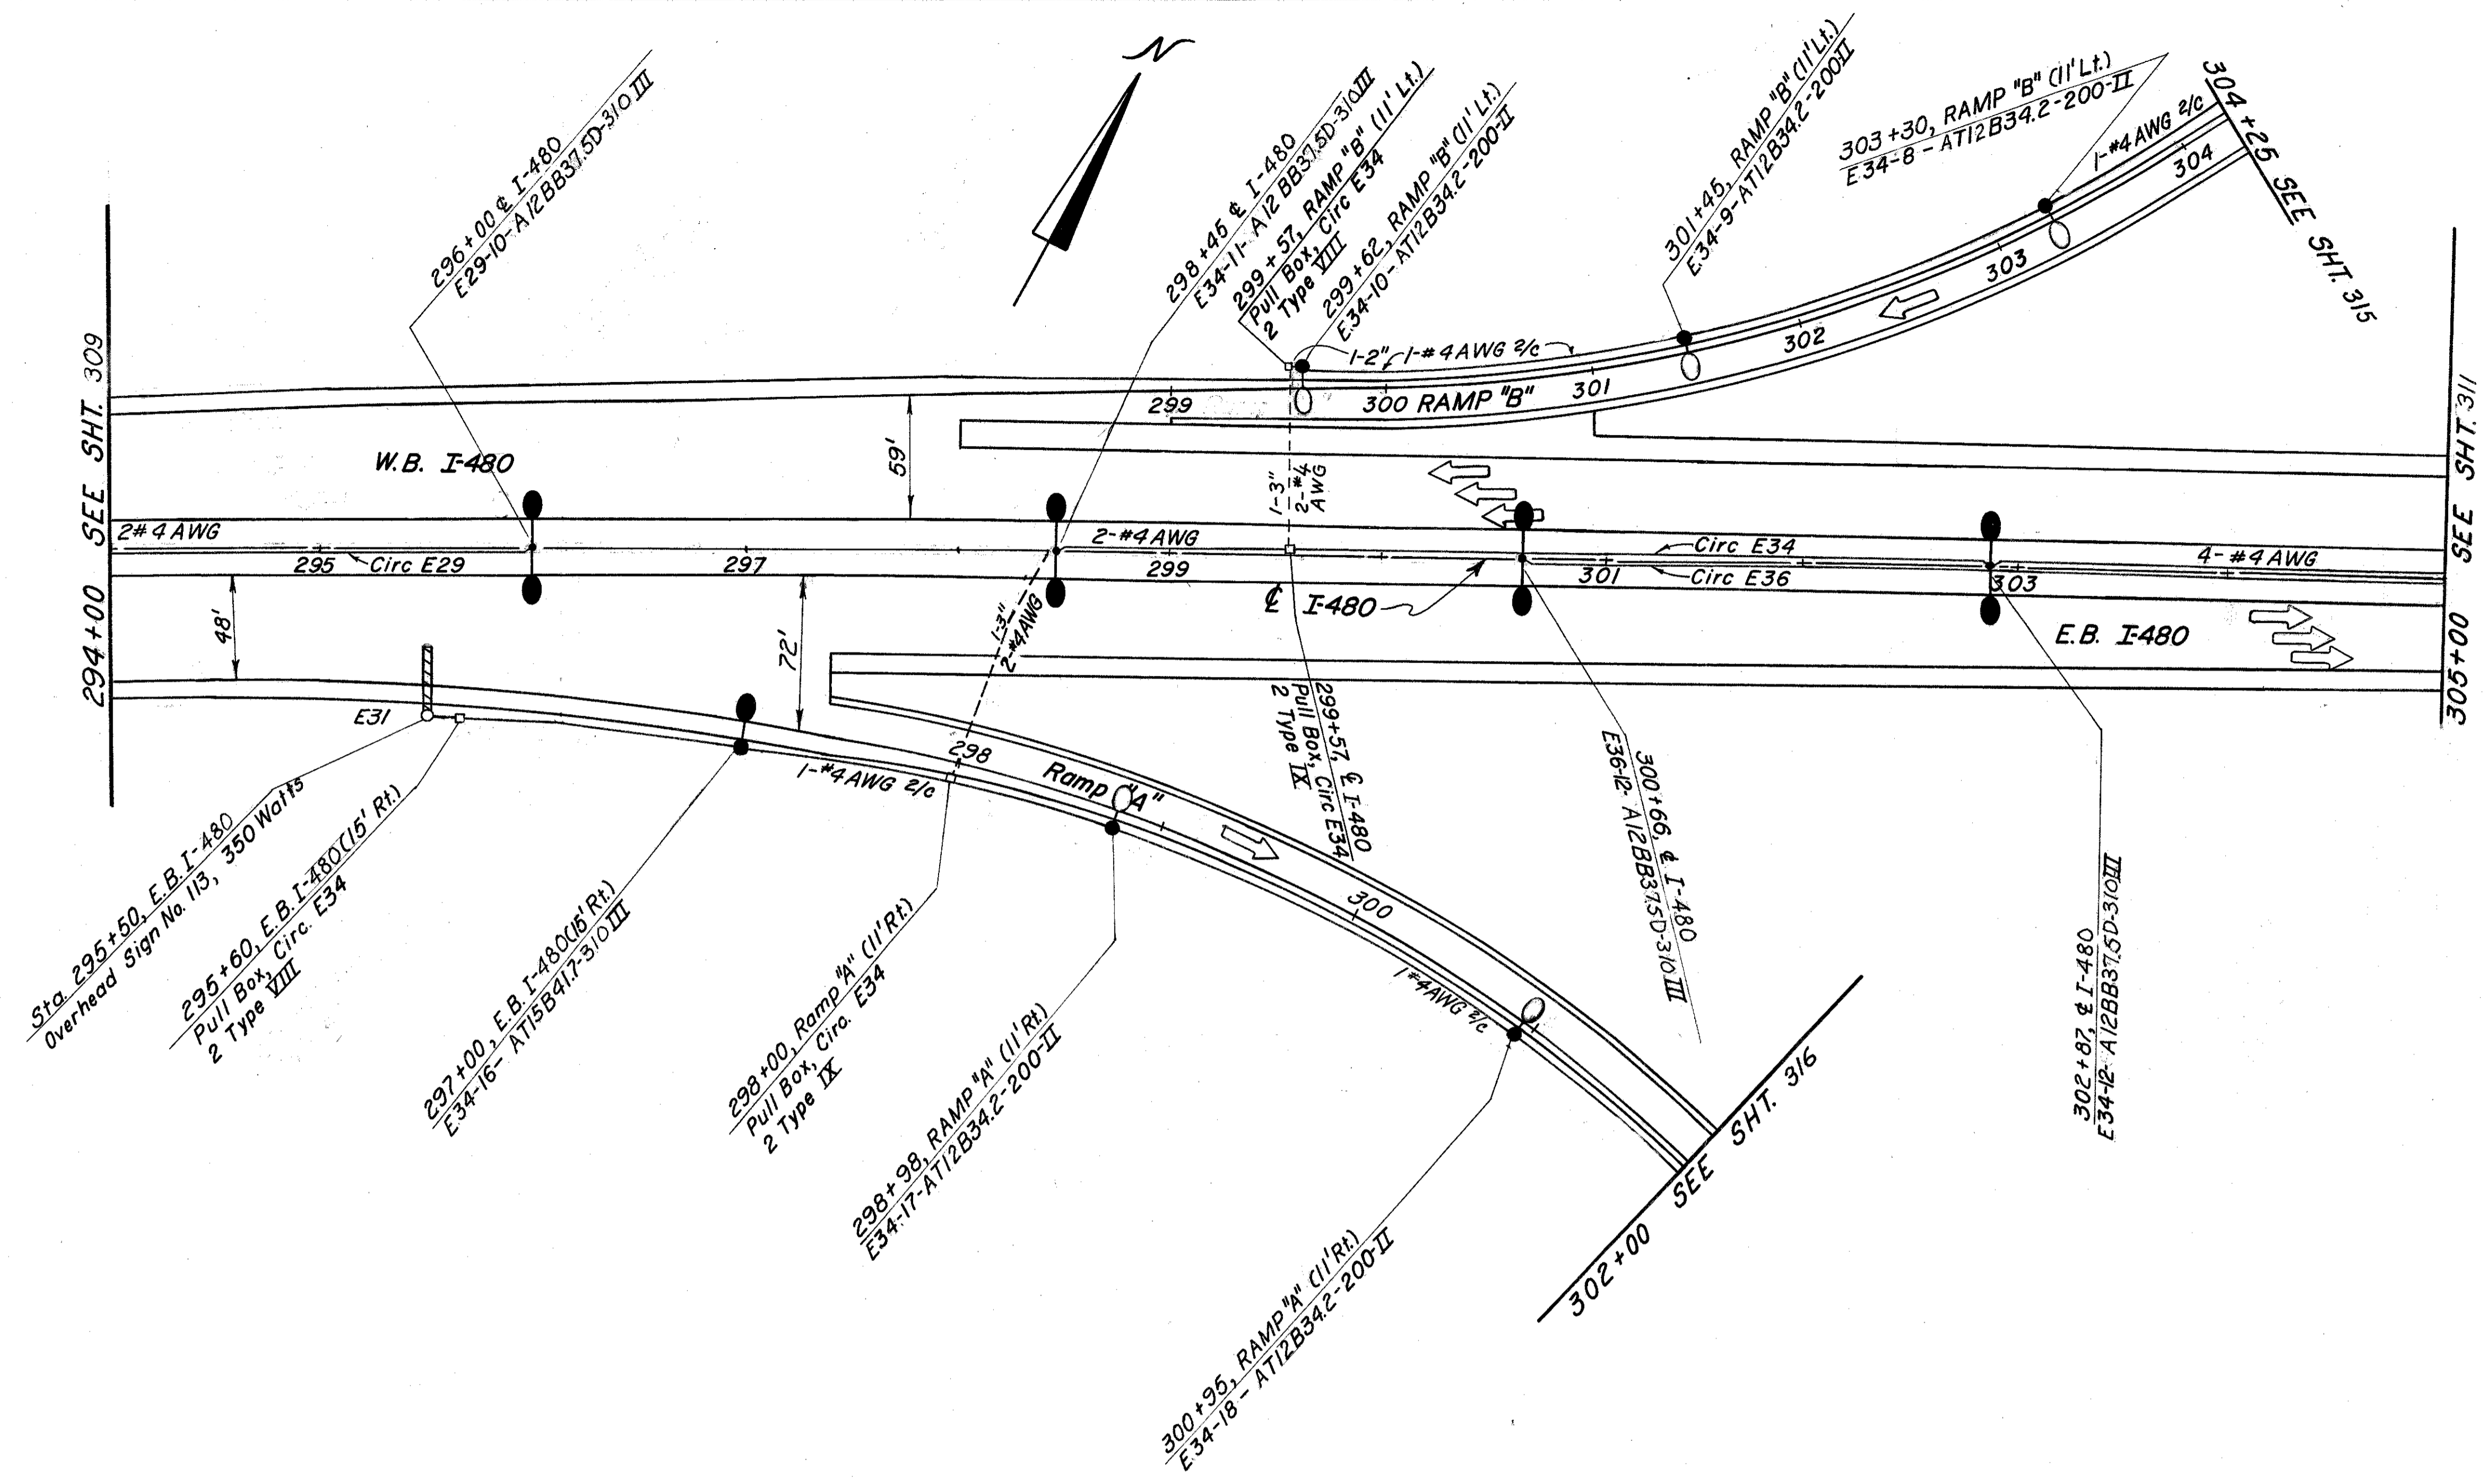 N
296+00 ℄ I-480
E29-10-A12BB37.5D-310 III
298+45 ℄ I-480
E34-11-A12BB37.5D-310 III
299+57, RAMP "B" (11' Lt.)
Pull Box, Circ E34
2 Type VIII
299+62, RAMP "B" (11' Lt.)
E34-10-AT12B34.2-200-II
301+45, RAMP "B" (11' Lt.)
E34-9-AT12B34.2-200-II
303+30, RAMP "B" (11' Lt.)
E34-8-AT12B34.2-200-II
1-#4 AWG 2/c
304+25 SEE SHT. 315
304
303
302
301
300 RAMP "B"
299
1-2"
1-#4 AWG 2/c
294+00 SEE SHT. 309
305+00 SEE SHT. 311
59'
W.B. I-480
1-3"
2-#4
AWG
2#4 AWG
295
Circ E29
297
2-#4 AWG
299
Circ E34
301
Circ E36
303
4-#4 AWG
℄ I-480
E.B. I-480
48'
72'
1-3"
2-#4AWG
E31
298
Ramp "A"
1-#4 AWG 2/c
300
1#4AWG 2/c
299+57, ℄ I-480
Pull Box, Circ E34
2 Type IX
300+66, ℄ I-480
E36-12-A12BB37.5D-310 III
302+87, ℄ I-480
E34-12-A12BB37.5D-310 III
Sta. 295+50, E.B. I-480
Overhead Sign No. 113, 350 Watts
295+60, E.B. I-480 (15' Rt.)
Pull Box, Circ. E34
2 Type VIII
297+00, E.B. I-480 (15' Rt.)
E34-16-AT15B41.7-310 III
298+00, Ramp "A" (11' Rt.)
Pull Box, Circ. E34
2 Type IX
298+98, RAMP "A" (11' Rt.)
E34-17-AT12B34.2-200-II
300+95, RAMP "A" (11' Rt.)
E34-18-AT12B34.2-200-II
302+00 SEE SHT. 316